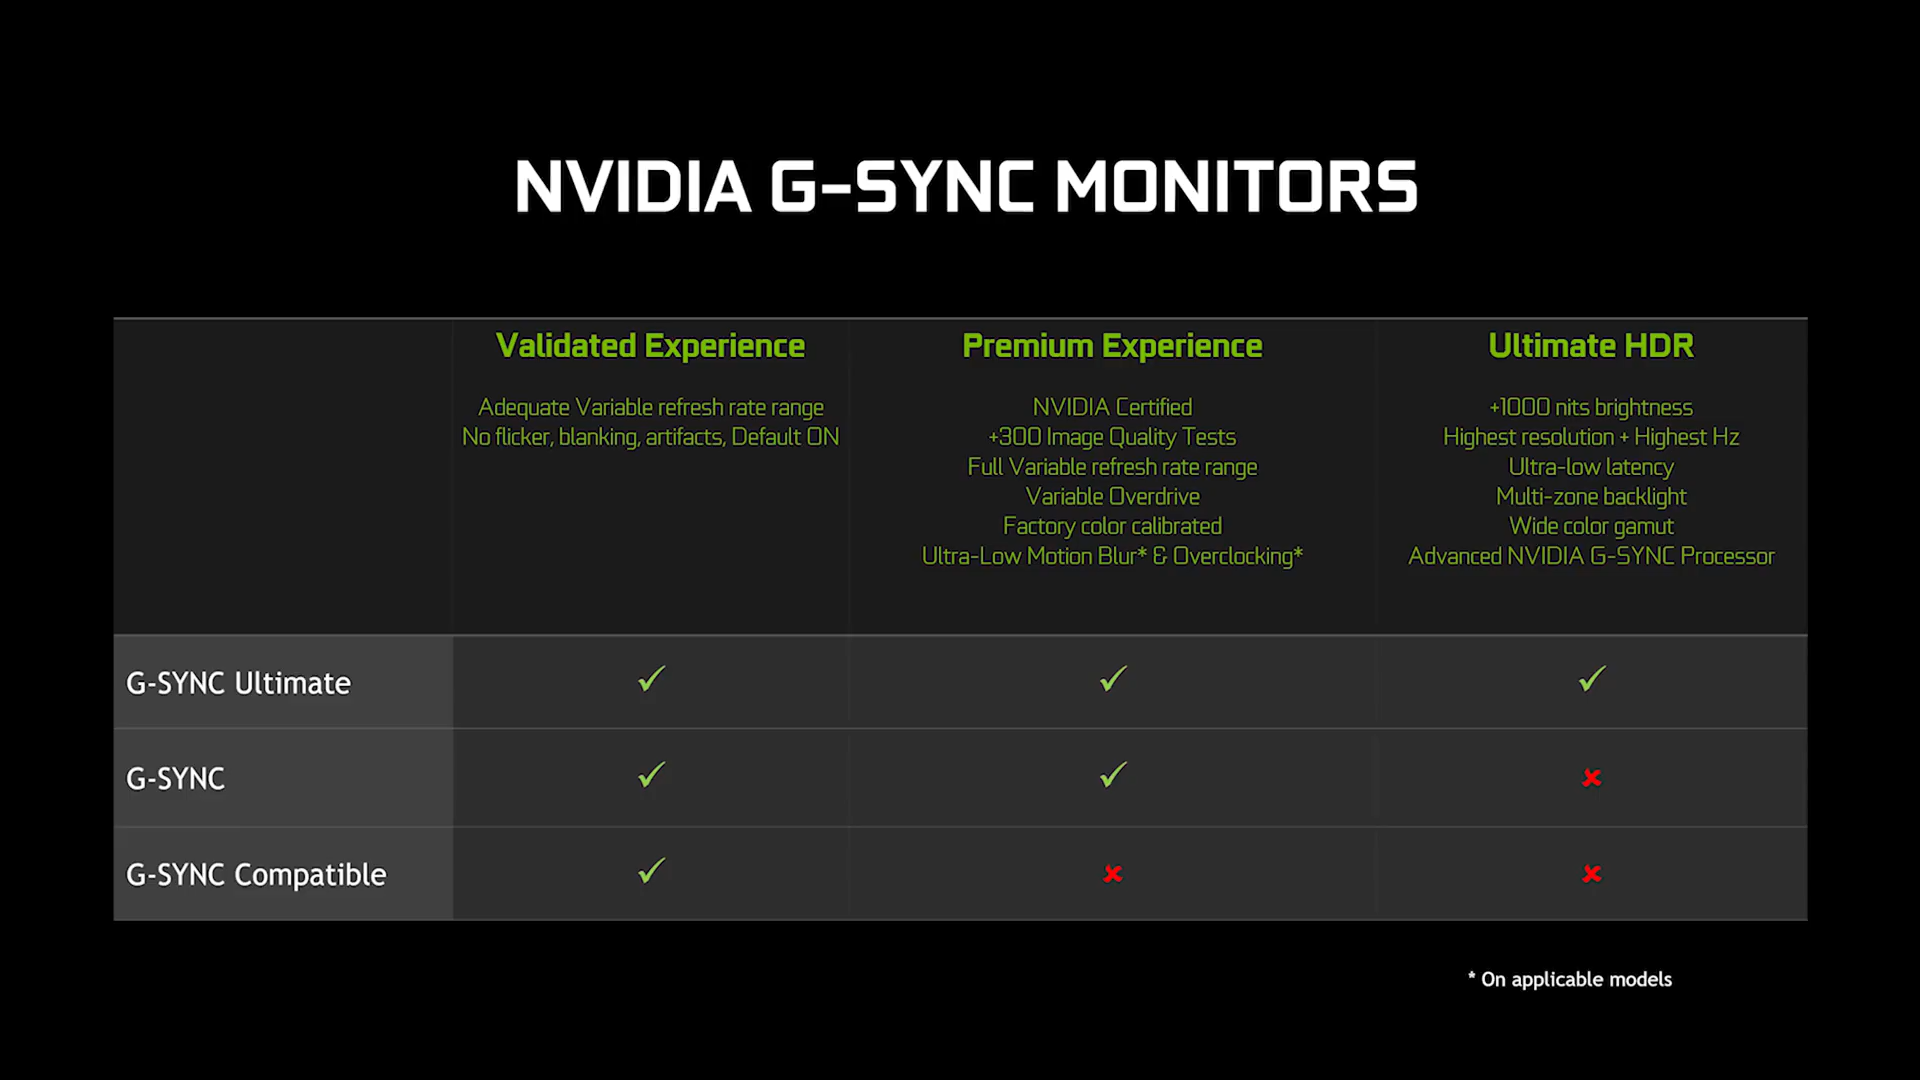 NVIDIA G-SYNC MONITORS
Validated Experience
Adequate Variable refresh rate range
No flicker, blanking, artifacts, Default ON
Premium Experience
NVIDIA Certified
+300 Image Quality Tests
Full Variable refresh rate range
Variable Overdrive
Factory color calibrated
Ultra-Low Motion Blur* & Overclocking*
Ultimate HDR
+1000 nits brightness
Highest resolution + Highest Hz
Ultra-low latency
Multi-zone backlight
Wide color gamut
Advanced NVIDIA G-SYNC Processor
G-SYNC Ultimate ✓ ✓ ✓
G-SYNC ✓ ✓ ✘
G-SYNC Compatible ✓ ✘ ✘
* On applicable models